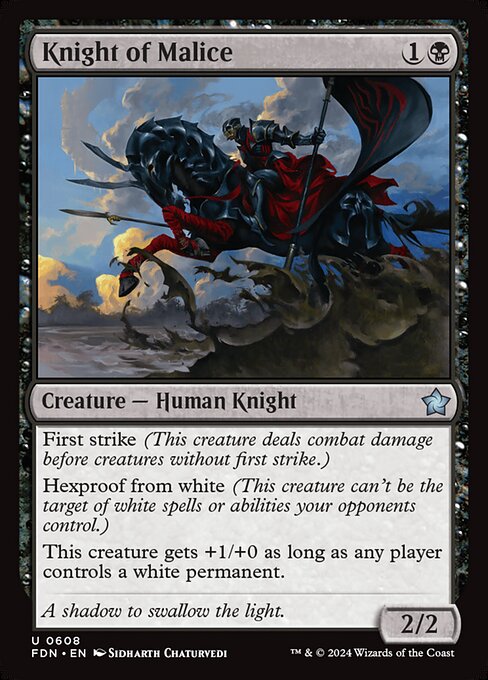 Knight of Malice
1
Creature — Human Knight
First strike (This creature deals combat damage
before creatures without first strike.)
Hexproof from white (This creature can't be the
target of white spells or abilities your opponents
control.)
This creature gets +1/+0 as long as any player
controls a white permanent.
A shadow to swallow the light.
2/2
U 0608
FDN • EN Sidharth Chaturvedi
™ & © 2024 Wizards of the Coast